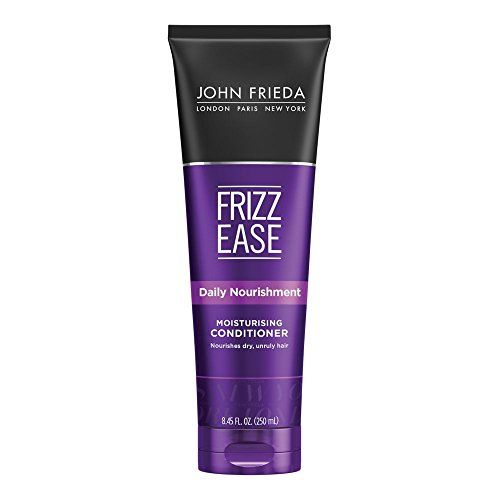 JOHN FRIEDA
LONDON PARIS NEW YORK
FRIZZ
EASE
Daily Nourishment
MOISTURISING
CONDITIONER
Nourishes dry, unruly hair
8.45 FL. OZ. (250 mL)